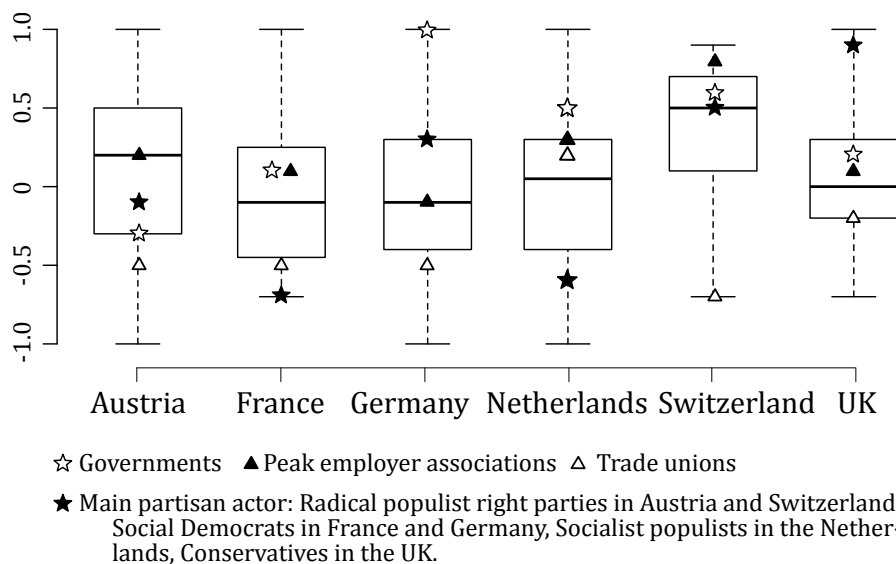 1.0
0.5
0
-0.5
-1.0
Austria France Germany Netherlands Switzerland UK
Governments Peak employer associations Trade unions
Main partisan actor: Radical populist right parties in Austria and Switzerland
Social Democrats in France and Germany, Socialist populists in the Nether-
lands, Conservatives in the UK.